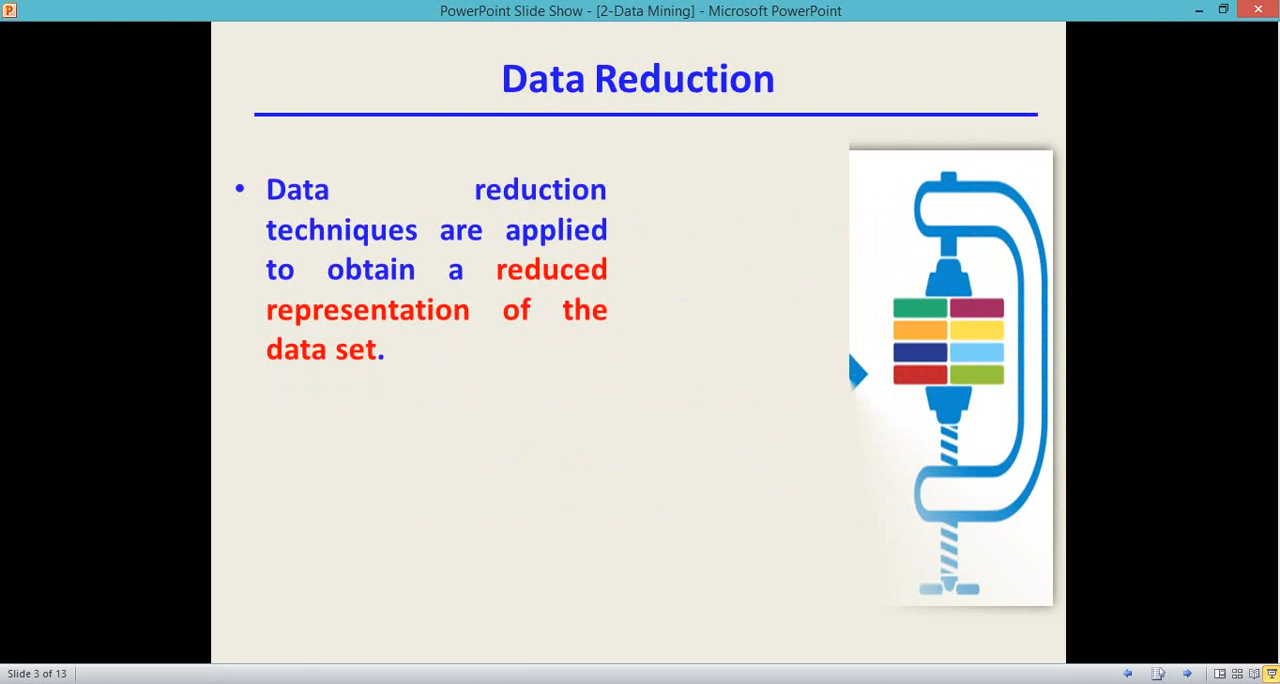 PowerPoint Slide Show - [2-Data Mining] - Microsoft PowerPoint
Data Reduction
• Data reduction
techniques are applied
to obtain a reduced
representation of the
data set.
Slide 3 of 13